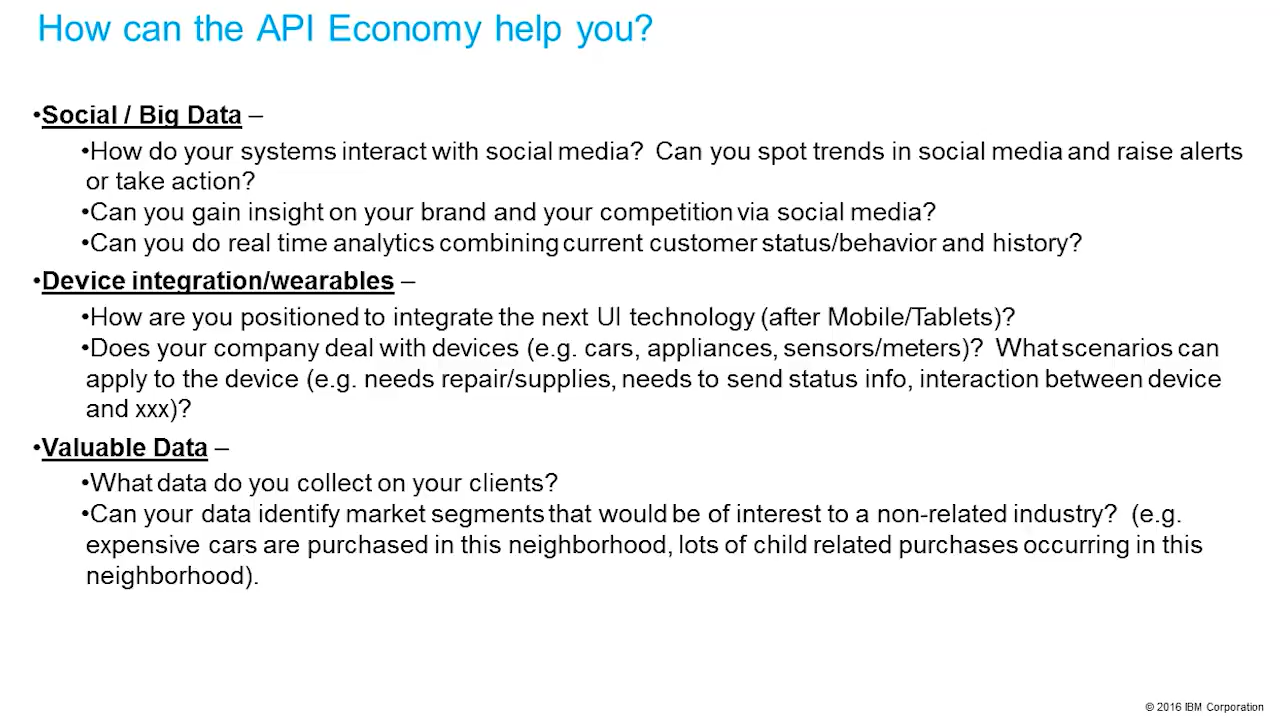 How can the API Economy help you?
•Social / Big Data –
•How do your systems interact with social media?  Can you spot trends in social media and raise alerts
or take action?
•Can you gain insight on your brand and your competition via social media?
•Can you do real time analytics combining current customer status/behavior and history?
•Device integration/wearables –
•How are you positioned to integrate the next UI technology (after Mobile/Tablets)?
•Does your company deal with devices (e.g. cars, appliances, sensors/meters)?  What scenarios can
apply to the device (e.g. needs repair/supplies, needs to send status info, interaction between device
and xxx)?
•Valuable Data –
•What data do you collect on your clients?
•Can your data identify market segments that would be of interest to a non-related industry?  (e.g.
expensive cars are purchased in this neighborhood, lots of child related purchases occurring in this
neighborhood).
© 2016 IBM Corporation